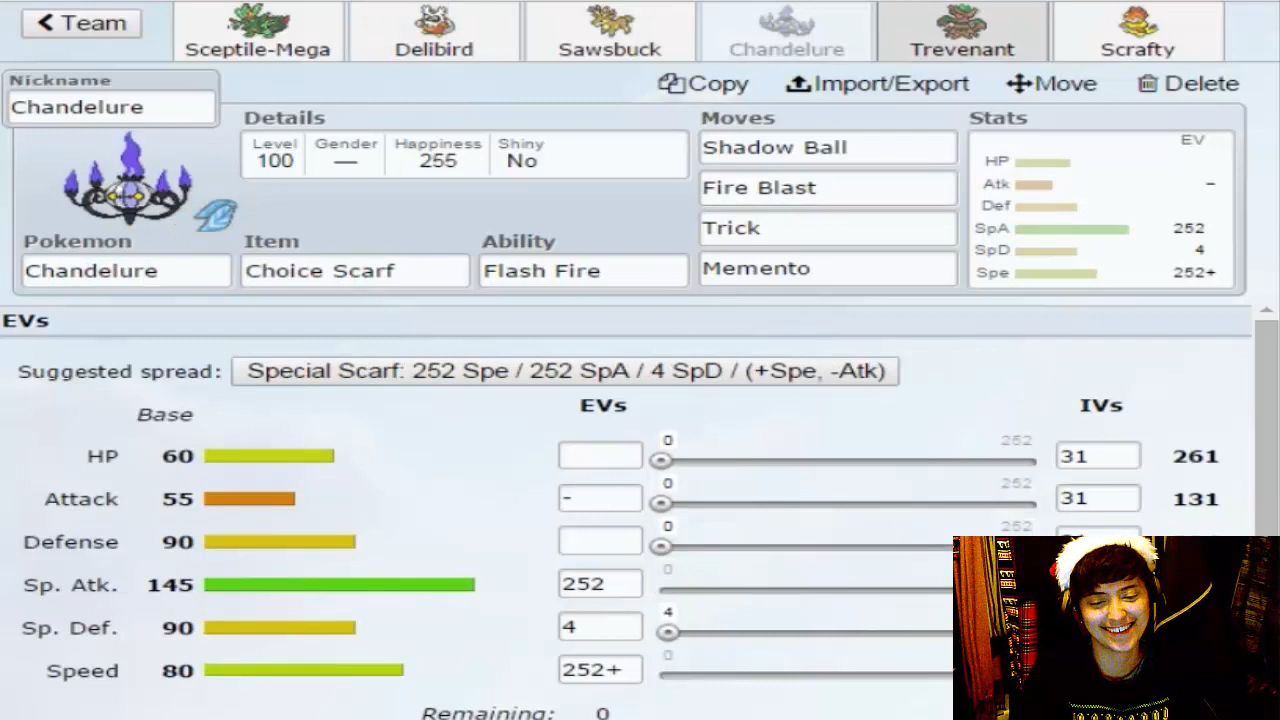 Team
Sceptile-Mega
Delibird
Sawsbuck
Chandelure
Trevenant
Scrafty
Nickname
Chandelure
Copy
Import/Export
Move
Delete
Details
Level
100
Gender
—
Happiness
255
Shiny
No
Moves
Shadow Ball
Fire Blast
Trick
Memento
Stats
EV
HP
Atk -
Def
SpA 252
SpD 4
Spe 252+
Pokemon
Chandelure
Item
Choice Scarf
Ability
Flash Fire
EVs
Suggested spread: Special Scarf: 252 Spe / 252 SpA / 4 SpD / (+Spe, -Atk)
Base EVs IVs
0 252
HP 60 31 261
0 252
Attack 55 - 31 131
0 252
Defense 90
0
Sp. Atk. 145 252
4
Sp. Def. 90 4
0
Speed 80 252+
Remaining: 0